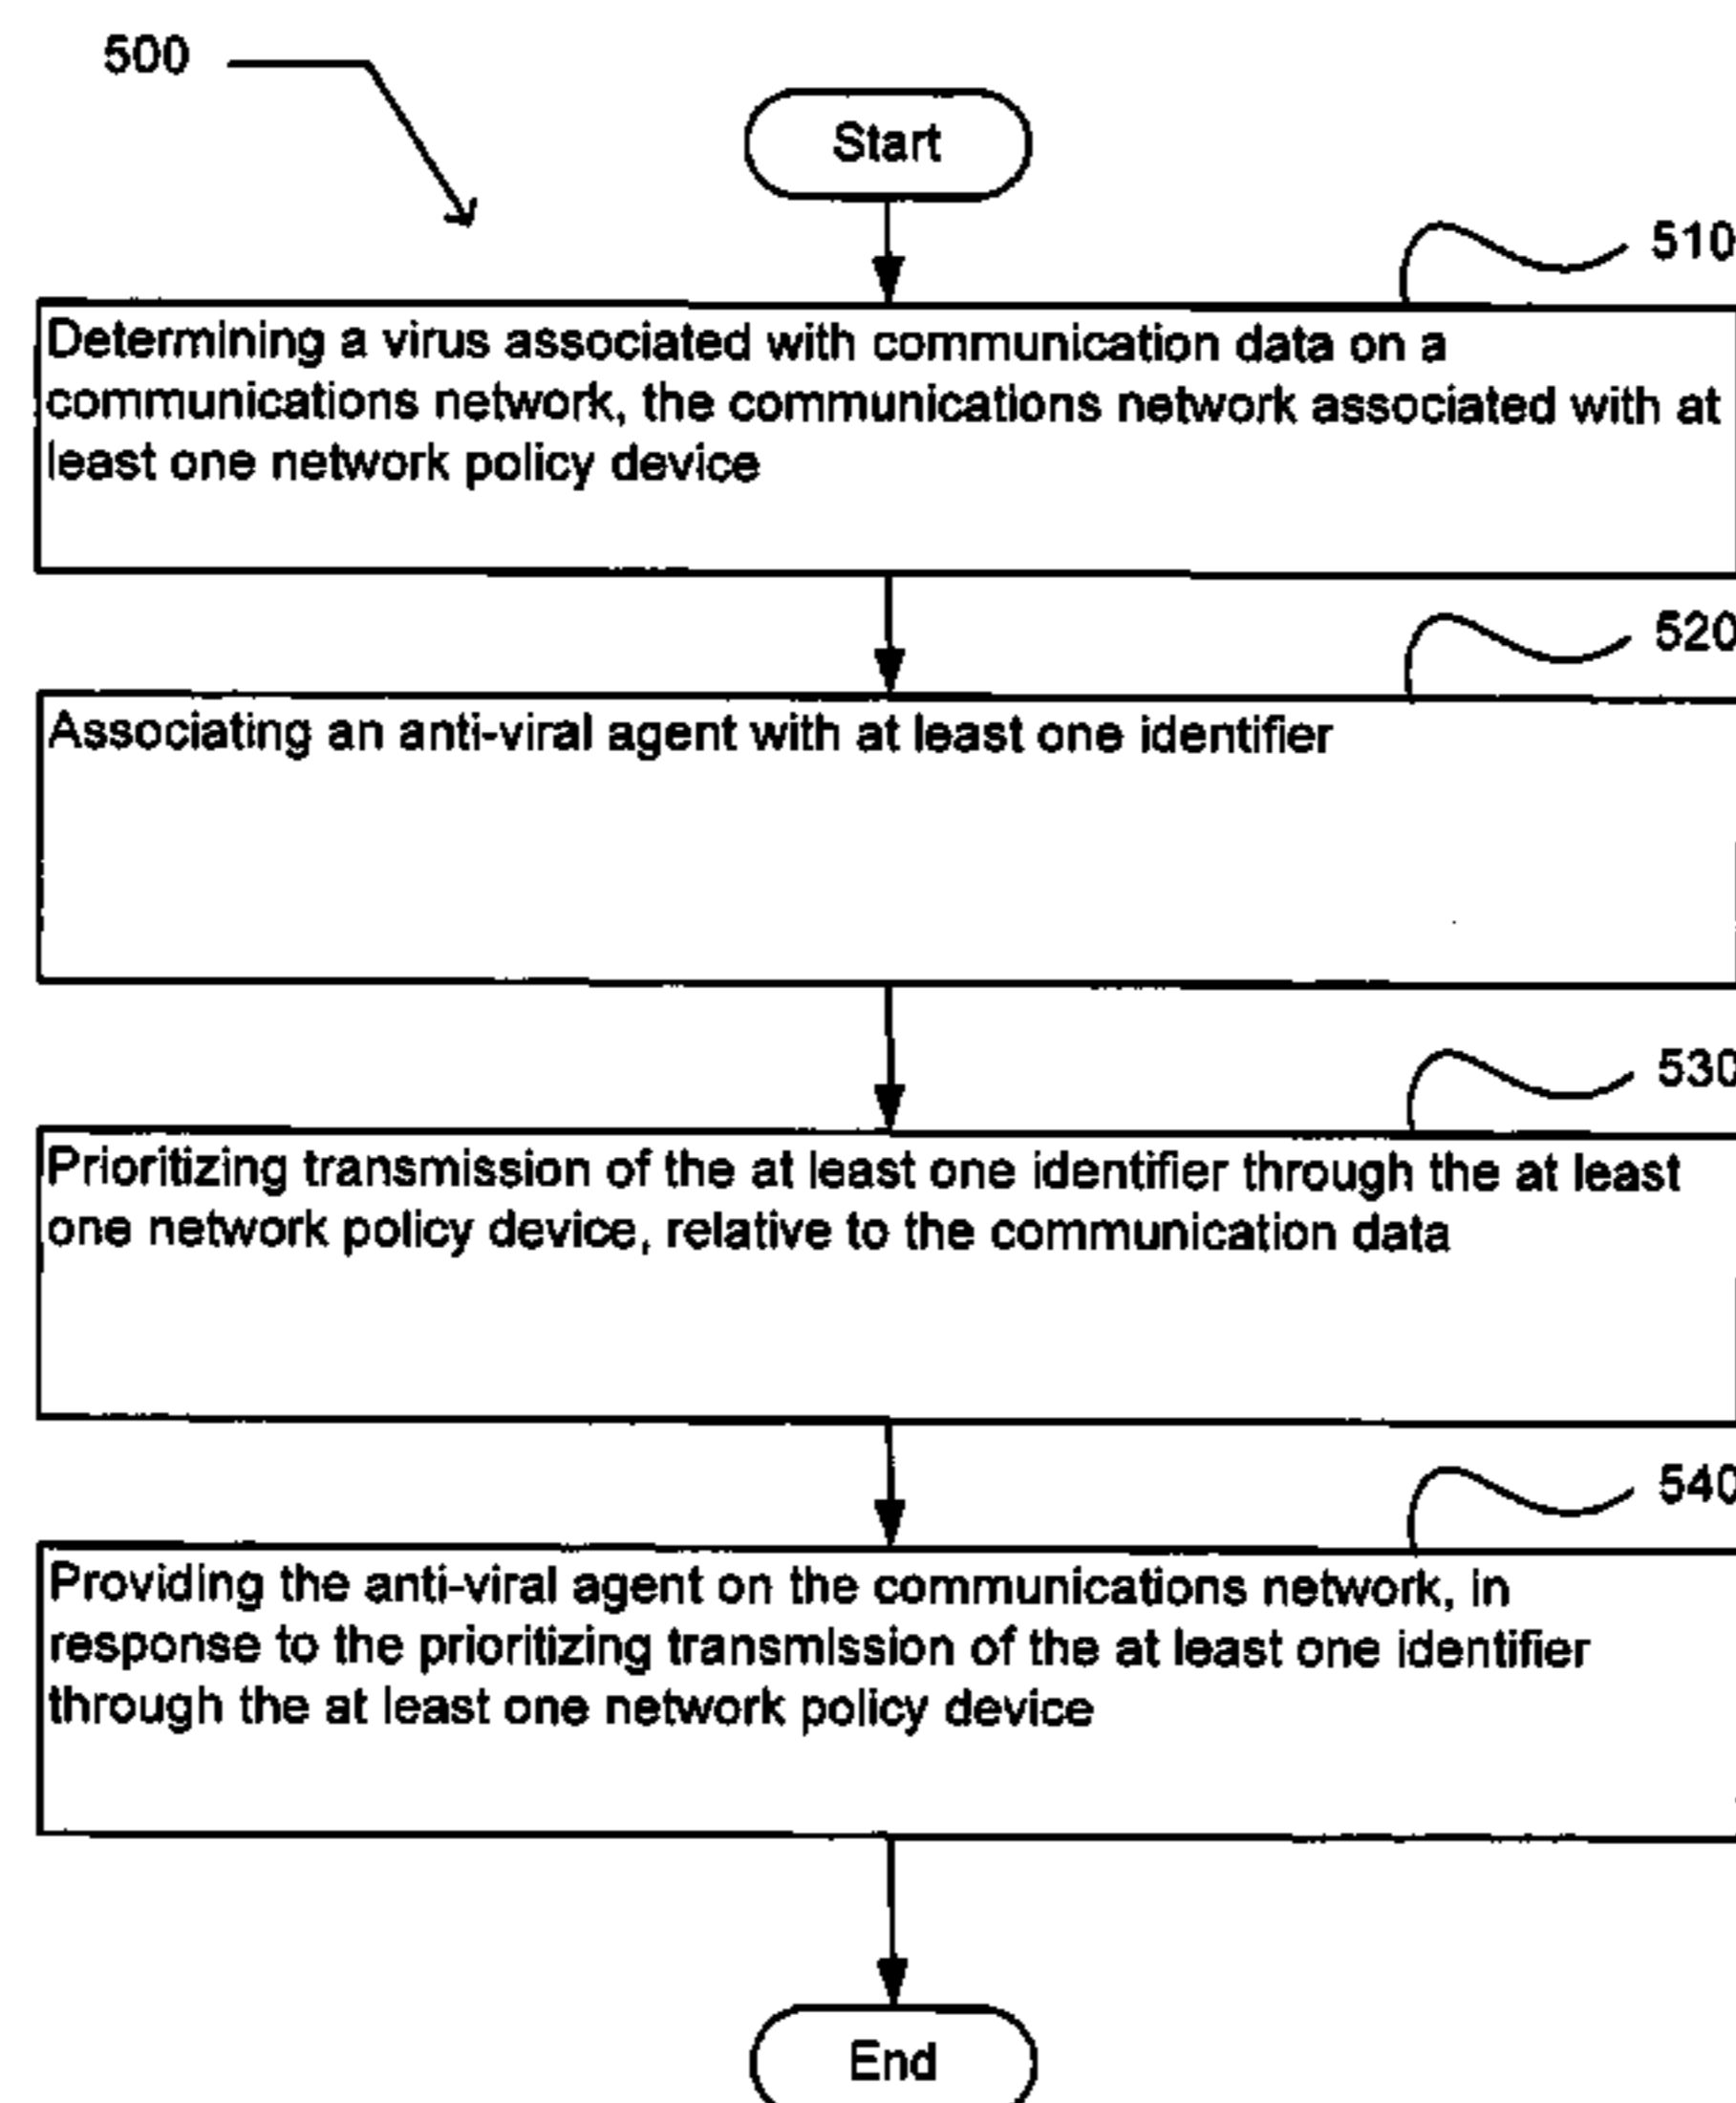 500
Start
510
Determining a virus associated with communication data on a
communications network, the communications network associated with at
least one network policy device
520
Associating an anti-viral agent with at least one identifier
530
Prioritizing transmission of the at least one identifier through the at least
one network policy device, relative to the communication data
540
Providing the anti-viral agent on the communications network, in
response to the prioritizing transmission of the at least one identifier
through the at least one network policy device
End